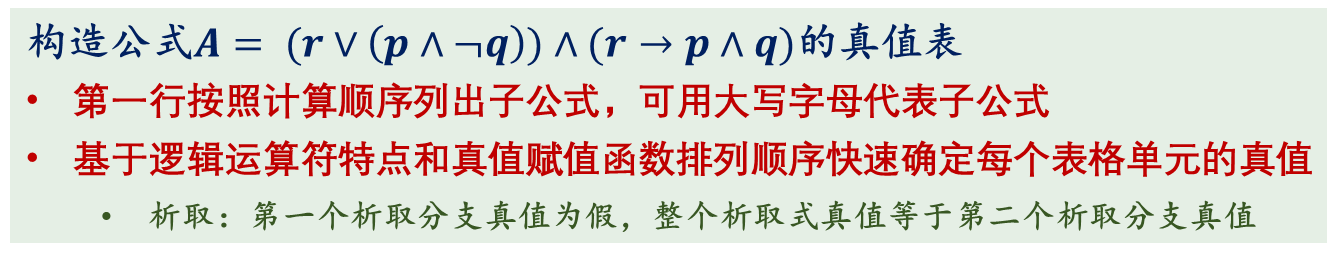 构造公式A = (r ∨ (p ∧ ¬q)) ∧ (r → p ∧ q)的真值表
• 第一行按照计算顺序列出子公式，可用大写字母代表子公式
• 基于逻辑运算符特点和真值赋值函数排列顺序快速确定每个表格单元的真值
• 析取：第一个析取分支真值为假，整个析取式真值等于第二个析取分支真值